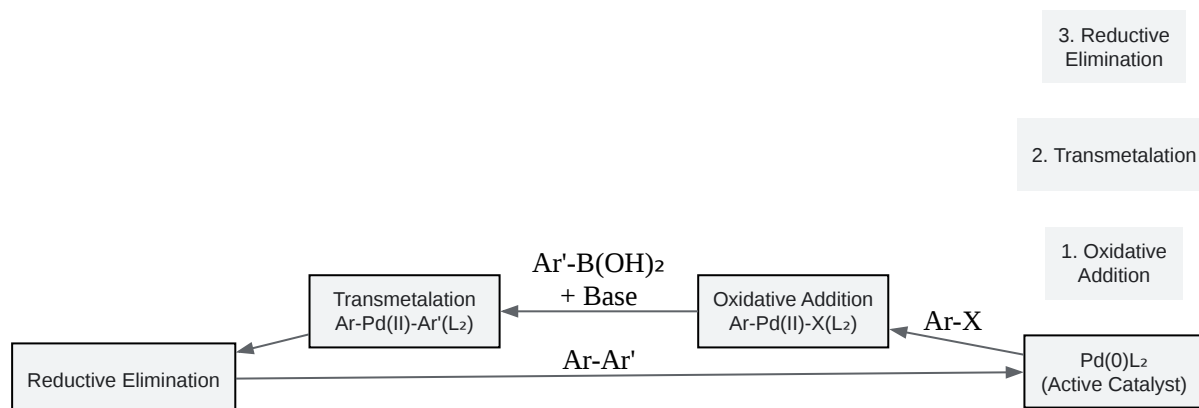 3. Reductive
Elimination
2. Transmetalation
1. Oxidative
Addition
Ar'-B(OH)₂
+ Base
Transmetalation
Ar-Pd(II)-Ar'(L₂)
Oxidative Addition
Ar-Pd(II)-X(L₂)
Ar-X
Reductive Elimination
Ar-Ar'
Pd(0)L₂
(Active Catalyst)